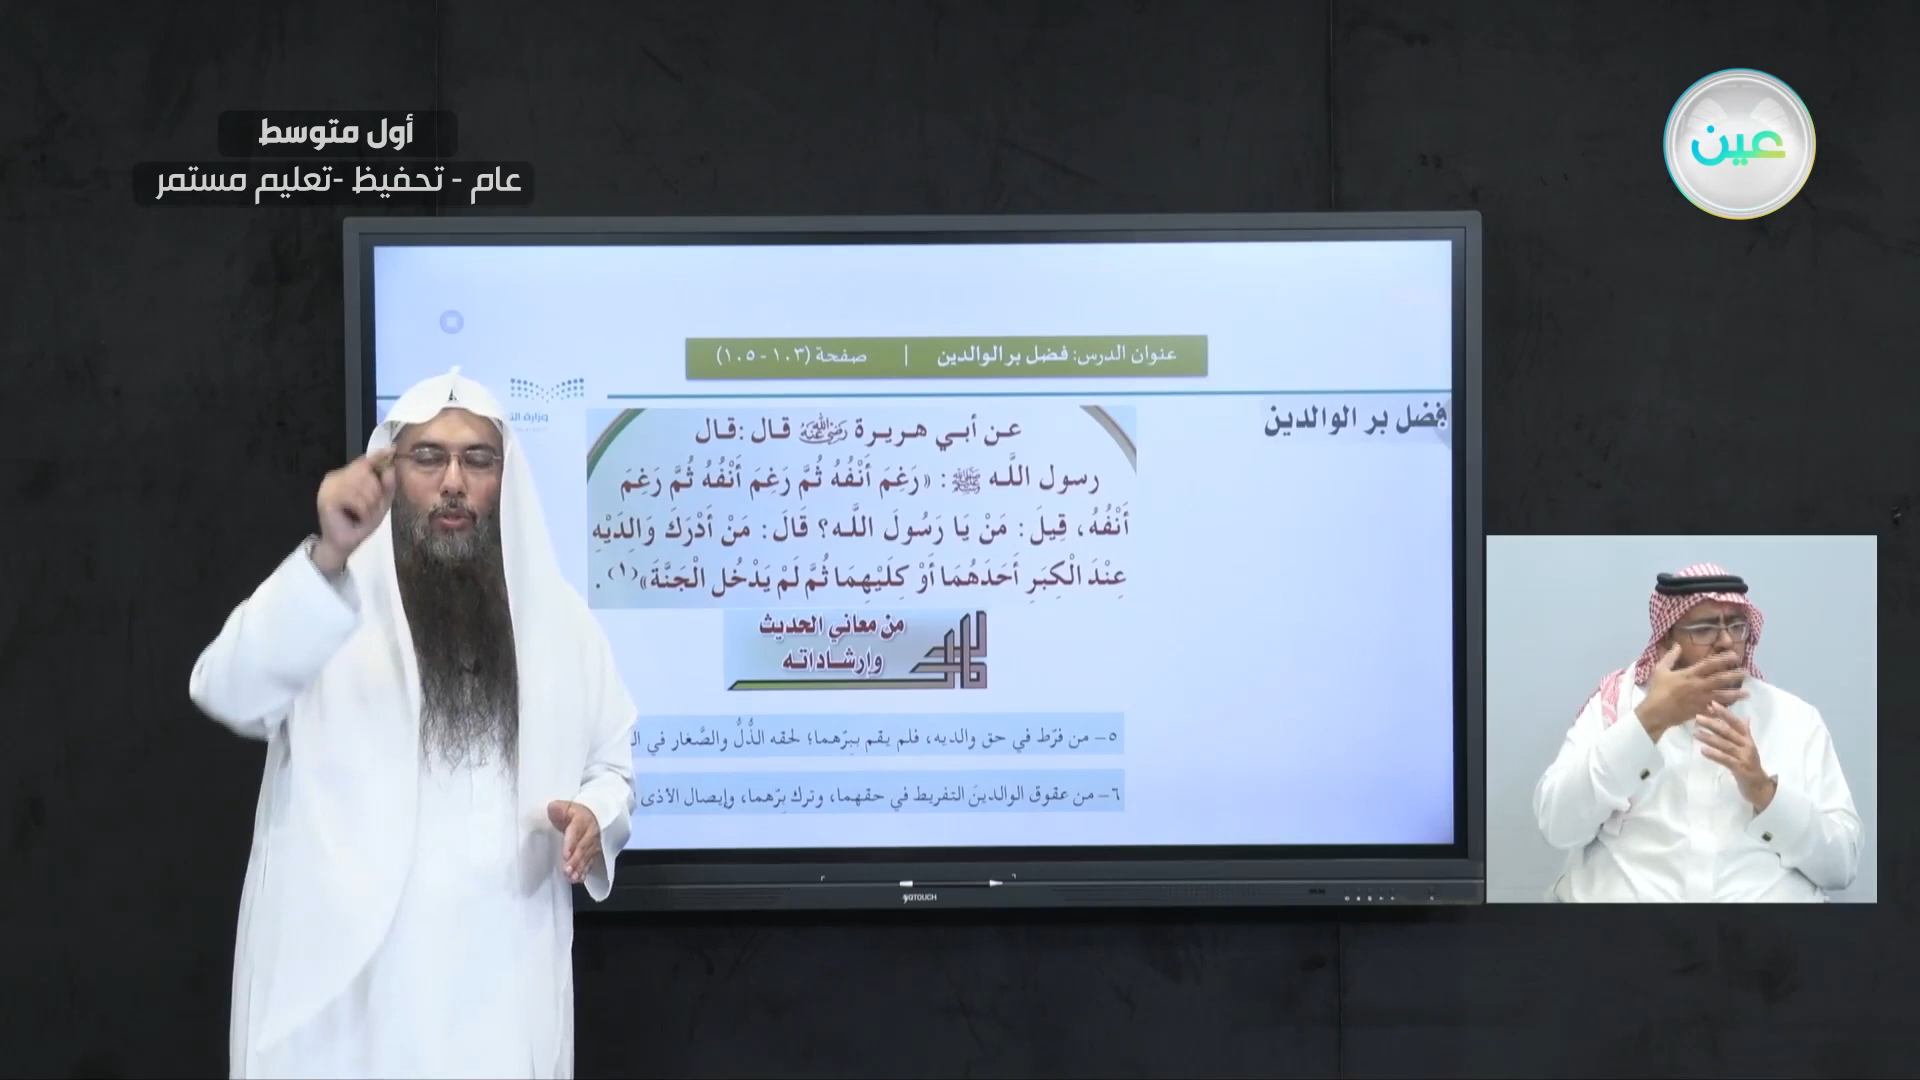 أول متوسط
عام - تحفيظ -تعليم مستمر
عين
عنوان الدرس: فضل بر الوالدين | صفحة (١٠٣ - ١٠٥)
وزارة
فضل بر الوالدين
عن أبي هريرة رضي الله عنه قال :قال
رسول اللَّه ﷺ: «رَغِمَ أَنْفُهُ ثُمَّ رَغِمَ أَنْفُهُ ثُمَّ رَغِمَ
أَنْفُهُ، قِيلَ: مَنْ يَا رَسُولَ اللَّه؟ قَالَ: مَنْ أَدْرَكَ وَالِدَيْهِ
عِنْدَ الْكِبَرِ أَحَدَهُمَا أَوْ كِلَيْهِمَا ثُمَّ لَمْ يَدْخُل الْجَنَّةَ»(١).
من معاني الحديث
وإرشاداته
٥- من فرّط في حق والديه، فلم يقم ببِرّهما؛ لحقه الذُّلُّ والصَّغار في
٦- من عقوق الوالدينَ التفريط في حقهما، وترك بِرّهما، وإيصال الأذى